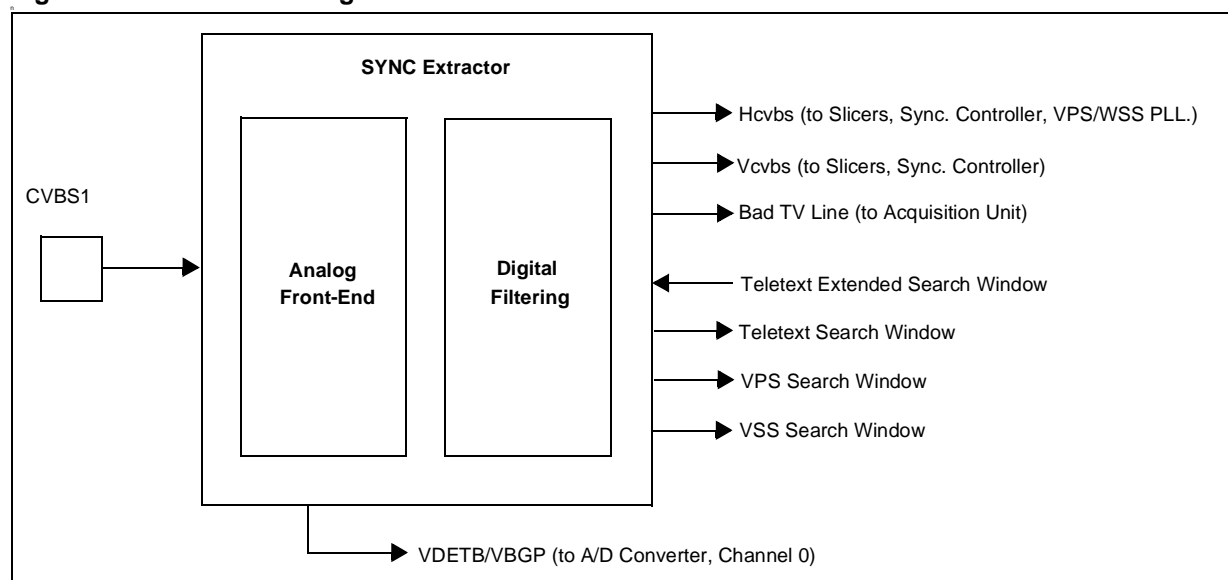 SYNC Extractor
Hcvbs (to Slicers, Sync. Controller, VPS/WSS PLL.)
Vcvbs (to Slicers, Sync. Controller)
CVBS1
Bad TV Line (to Acquisition Unit)
Analog
Front-End
Digital
Filtering
Teletext Extended Search Window
Teletext Search Window
VPS Search Window
VSS Search Window
VDETB/VBGP (to A/D Converter, Channel 0)